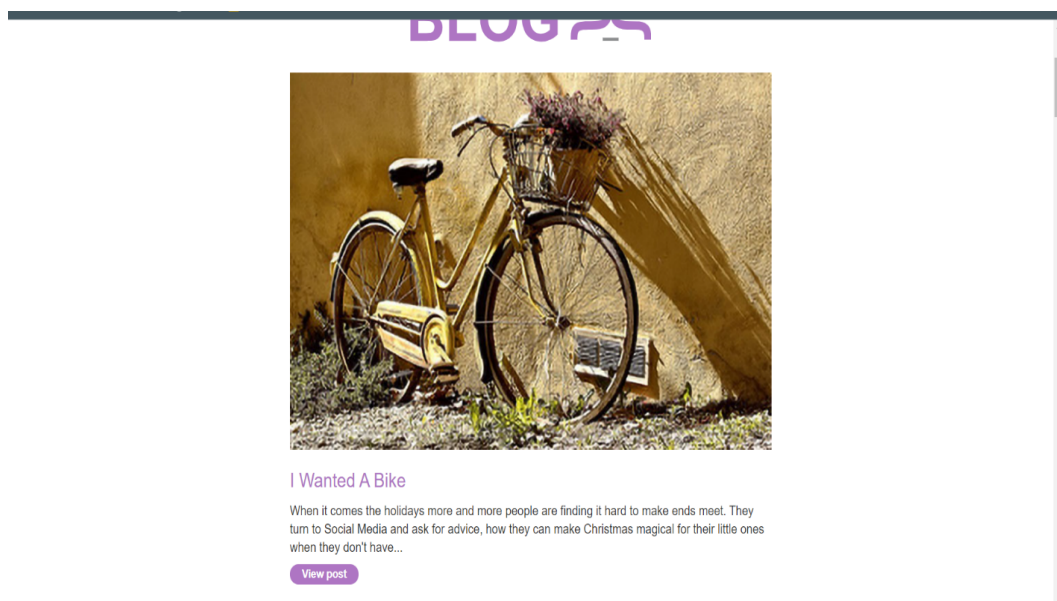 BLOG
I Wanted A Bike
When it comes the holidays more and more people are finding it hard to make ends meet. They
turn to Social Media and ask for advice, how they can make Christmas magical for their little ones
when they don't have...
View post